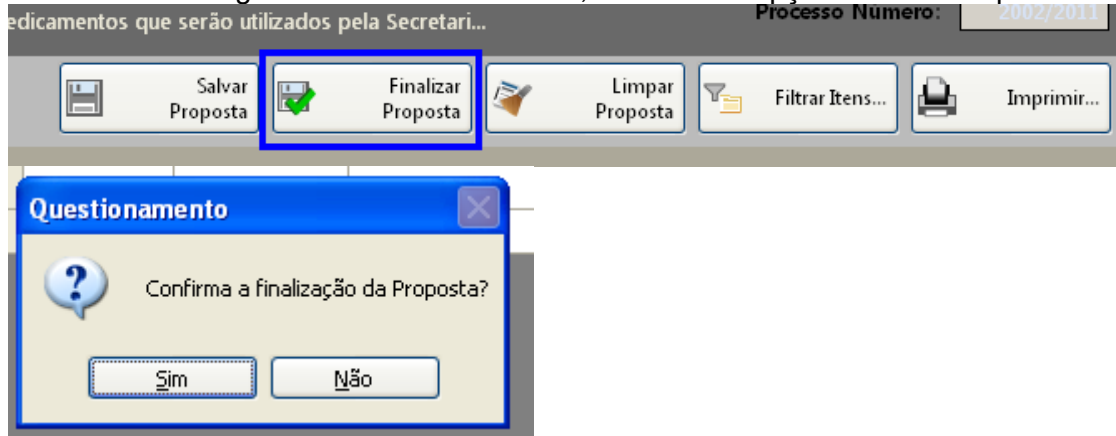 edicamentos que serão utilizados pela Secretari...
Processo Número: 2002/2011
Salvar
Proposta
Finalizar
Proposta
Limpar
Proposta
Filtrar Itens...
Imprimir...
Questionamento
Confirma a finalização da Proposta?
Sim
Não